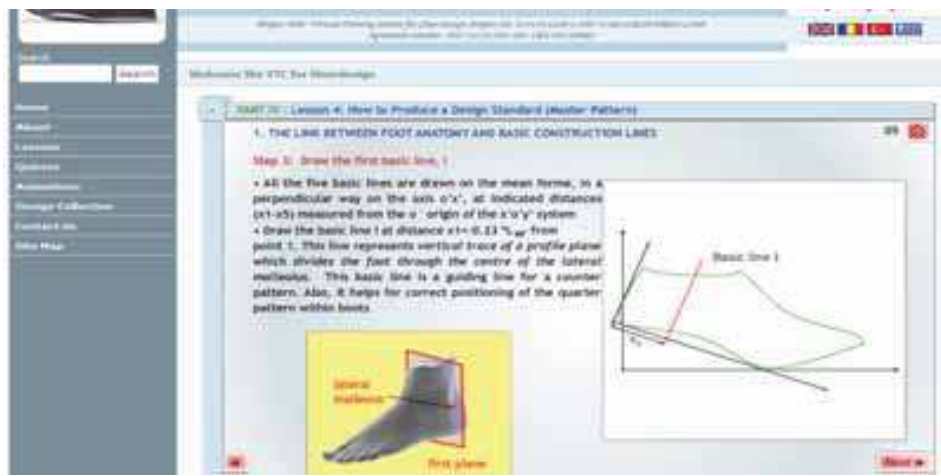 Search
Search
Welcome the VTC for Shoedesign
Home
About
Lessons
Quizzes
Animations
Design Collection
Contact Us
Site Map
PART IV - Lesson 4: How to Produce a Design Standard (Master Pattern)
1. THE LINK BETWEEN FOOT ANATOMY AND BASIC CONSTRUCTION LINES
Step 3: Draw the first basic line, I
• All the five basic lines are drawn on the mean forme, in a
perpendicular way on the axis o'x', at indicated distances
(x1-x5) measured from the o' origin of the x'o'y' system
• Draw the basic line I at distance x1= 0.23 from
point 1. This line represents vertical trace of a profile plane
which divides the foot through the centre of the lateral
malleolus. This basic line is a guiding line for a counter
pattern. Also, it helps for correct positioning of the quarter
pattern within boots
Basic line I
lateral
malleolus
first plane
Next